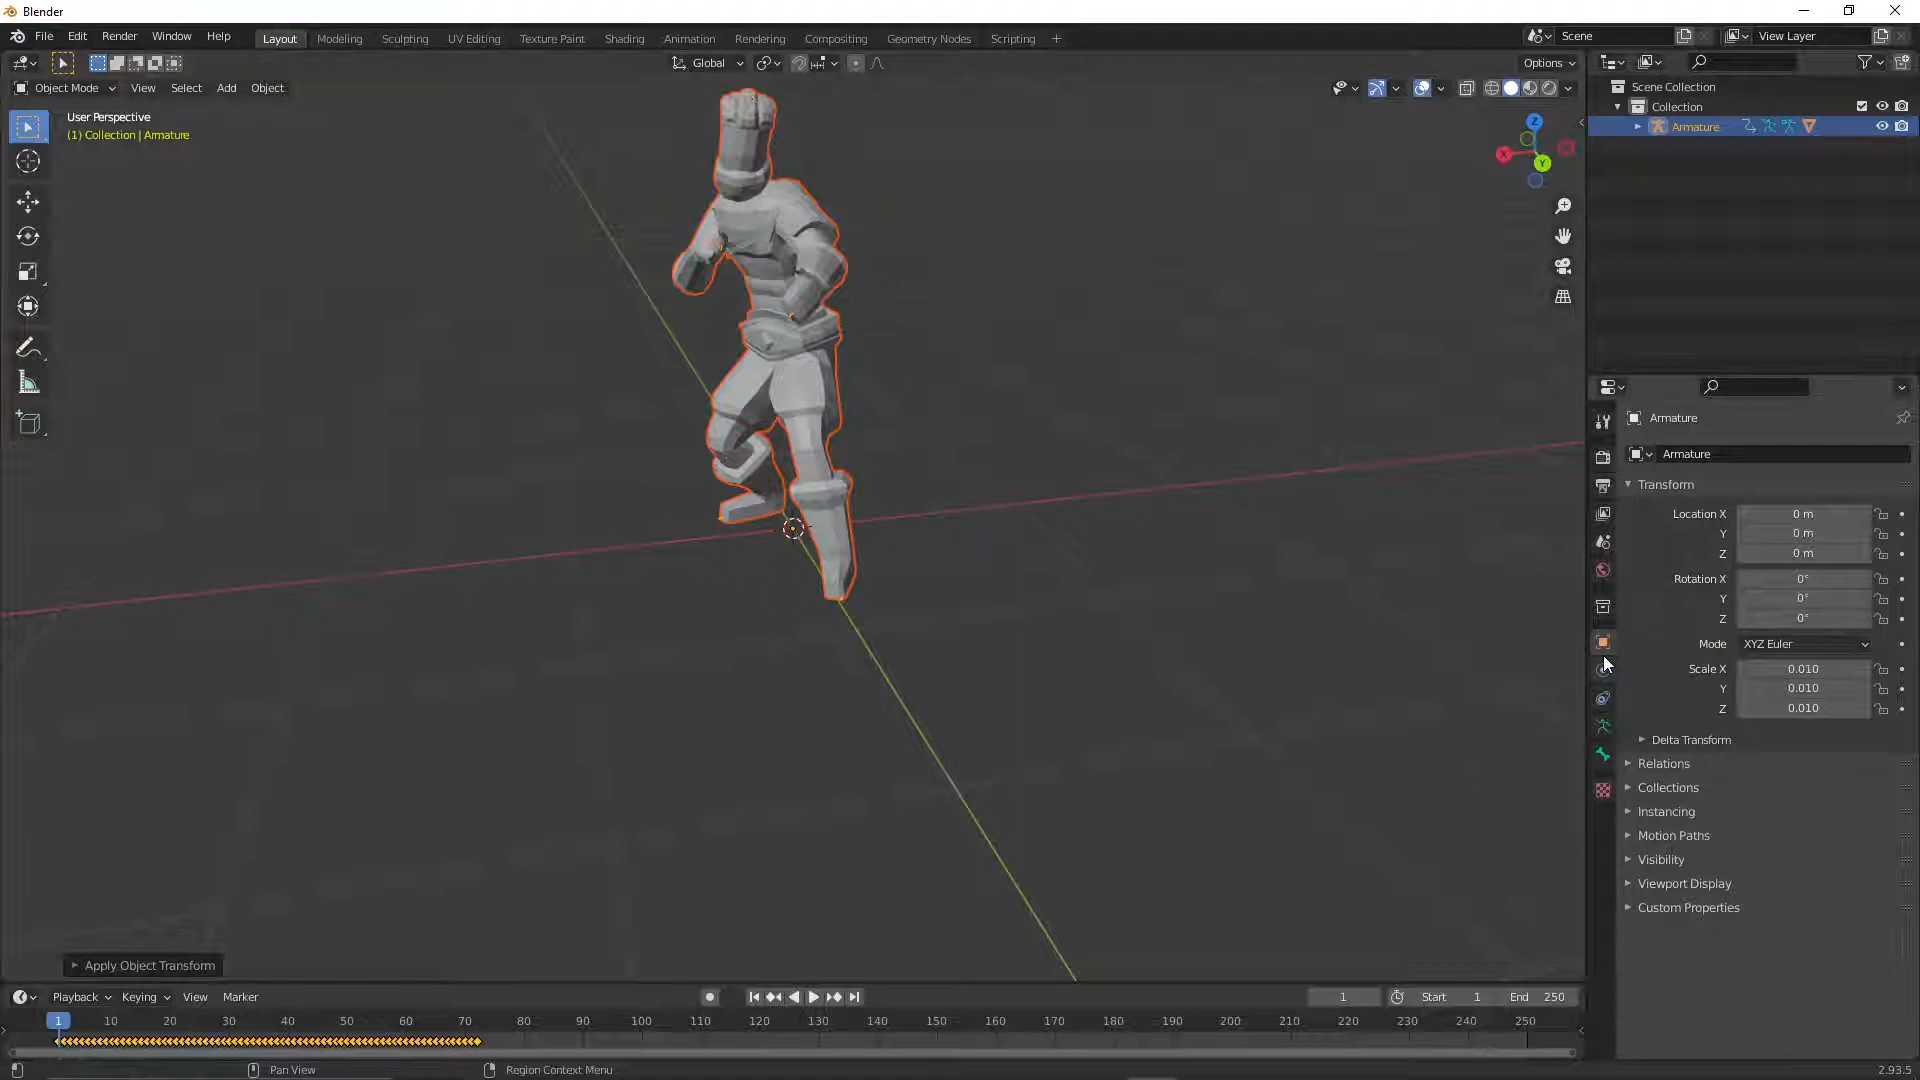 Blender
File Edit Render Window Help Layout Modeling Sculpting UV Editing Texture Paint Shading Animation Rendering Compositing Geometry Nodes Scripting + Scene View Layer
Global Options
Object Mode View Select Add Object
User Perspective
(1) Collection | Armature
Z
X
Y
Scene Collection
Collection
Armature
Armature
Armature
Transform
Location X 0 m
Y 0 m
Z 0 m
Rotation X 0°
Y 0°
Z 0°
Mode XYZ Euler
Scale X 0.010
Y 0.010
Z 0.010
Delta Transform
Relations
Collections
Instancing
Motion Paths
Visibility
Viewport Display
Custom Properties
Apply Object Transform
Playback Keying View Marker 1 Start 1 End 250
1 10 20 30 40 50 60 70 80 90 100 110 120 130 140 150 160 170 180 190 200 210 220 230 240 250
Pan View Region Context Menu 2.93.5